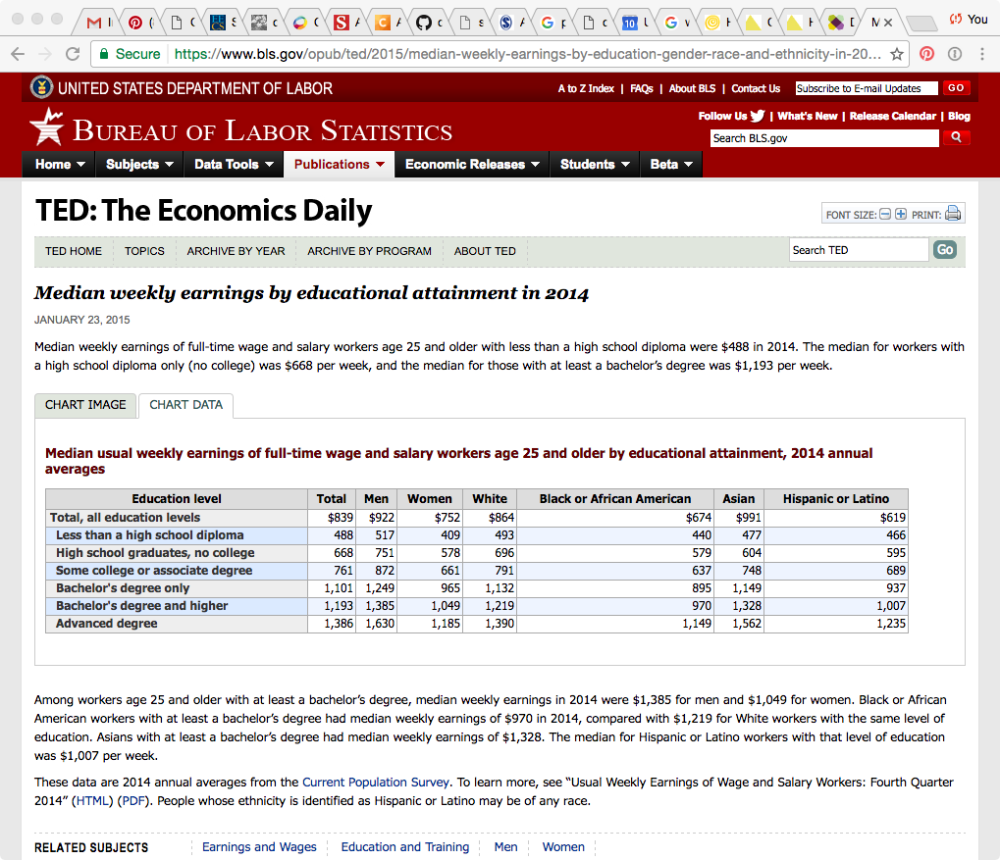 You
Secure https://www.bls.gov/opub/ted/2015/median-weekly-earnings-by-education-gender-race-and-ethnicity-in-20...
UNITED STATES DEPARTMENT OF LABOR
A to Z Index | FAQs | About BLS | Contact Us Subscribe to E-mail Updates GO
Follow Us | What's New | Release Calendar | Blog
BUREAU OF LABOR STATISTICS
Search BLS.gov
Home Subjects Data Tools Publications Economic Releases Students Beta
TED: The Economics Daily
FONT SIZE: PRINT:
TED HOME TOPICS ARCHIVE BY YEAR ARCHIVE BY PROGRAM ABOUT TED Search TED Go
Median weekly earnings by educational attainment in 2014
JANUARY 23, 2015
Median weekly earnings of full-time wage and salary workers age 25 and older with less than a high school diploma were $488 in 2014. The median for workers with
a high school diploma only (no college) was $668 per week, and the median for those with at least a bachelor’s degree was $1,193 per week.
CHART IMAGE CHART DATA
Median usual weekly earnings of full-time wage and salary workers age 25 and older by educational attainment, 2014 annual
averages
Education level Total Men Women White Black or African American Asian Hispanic or Latino
Total, all education levels $839 $922 $752 $864 $674 $991 $619
Less than a high school diploma 488 517 409 493 440 477 466
High school graduates, no college 668 751 578 696 579 604 595
Some college or associate degree 761 872 661 791 637 748 689
Bachelor's degree only 1,101 1,249 965 1,132 895 1,149 937
Bachelor's degree and higher 1,193 1,385 1,049 1,219 970 1,328 1,007
Advanced degree 1,386 1,630 1,185 1,390 1,149 1,562 1,235
Among workers age 25 and older with at least a bachelor’s degree, median weekly earnings in 2014 were $1,385 for men and $1,049 for women. Black or African
American workers with at least a bachelor’s degree had median weekly earnings of $970 in 2014, compared with $1,219 for White workers with the same level of
education. Asians with at least a bachelor’s degree had median weekly earnings of $1,328. The median for Hispanic or Latino workers with that level of education
was $1,007 per week.
These data are 2014 annual averages from the Current Population Survey. To learn more, see “Usual Weekly Earnings of Wage and Salary Workers: Fourth Quarter
2014” (HTML) (PDF). People whose ethnicity is identified as Hispanic or Latino may be of any race.
RELATED SUBJECTS Earnings and Wages Education and Training Men Women